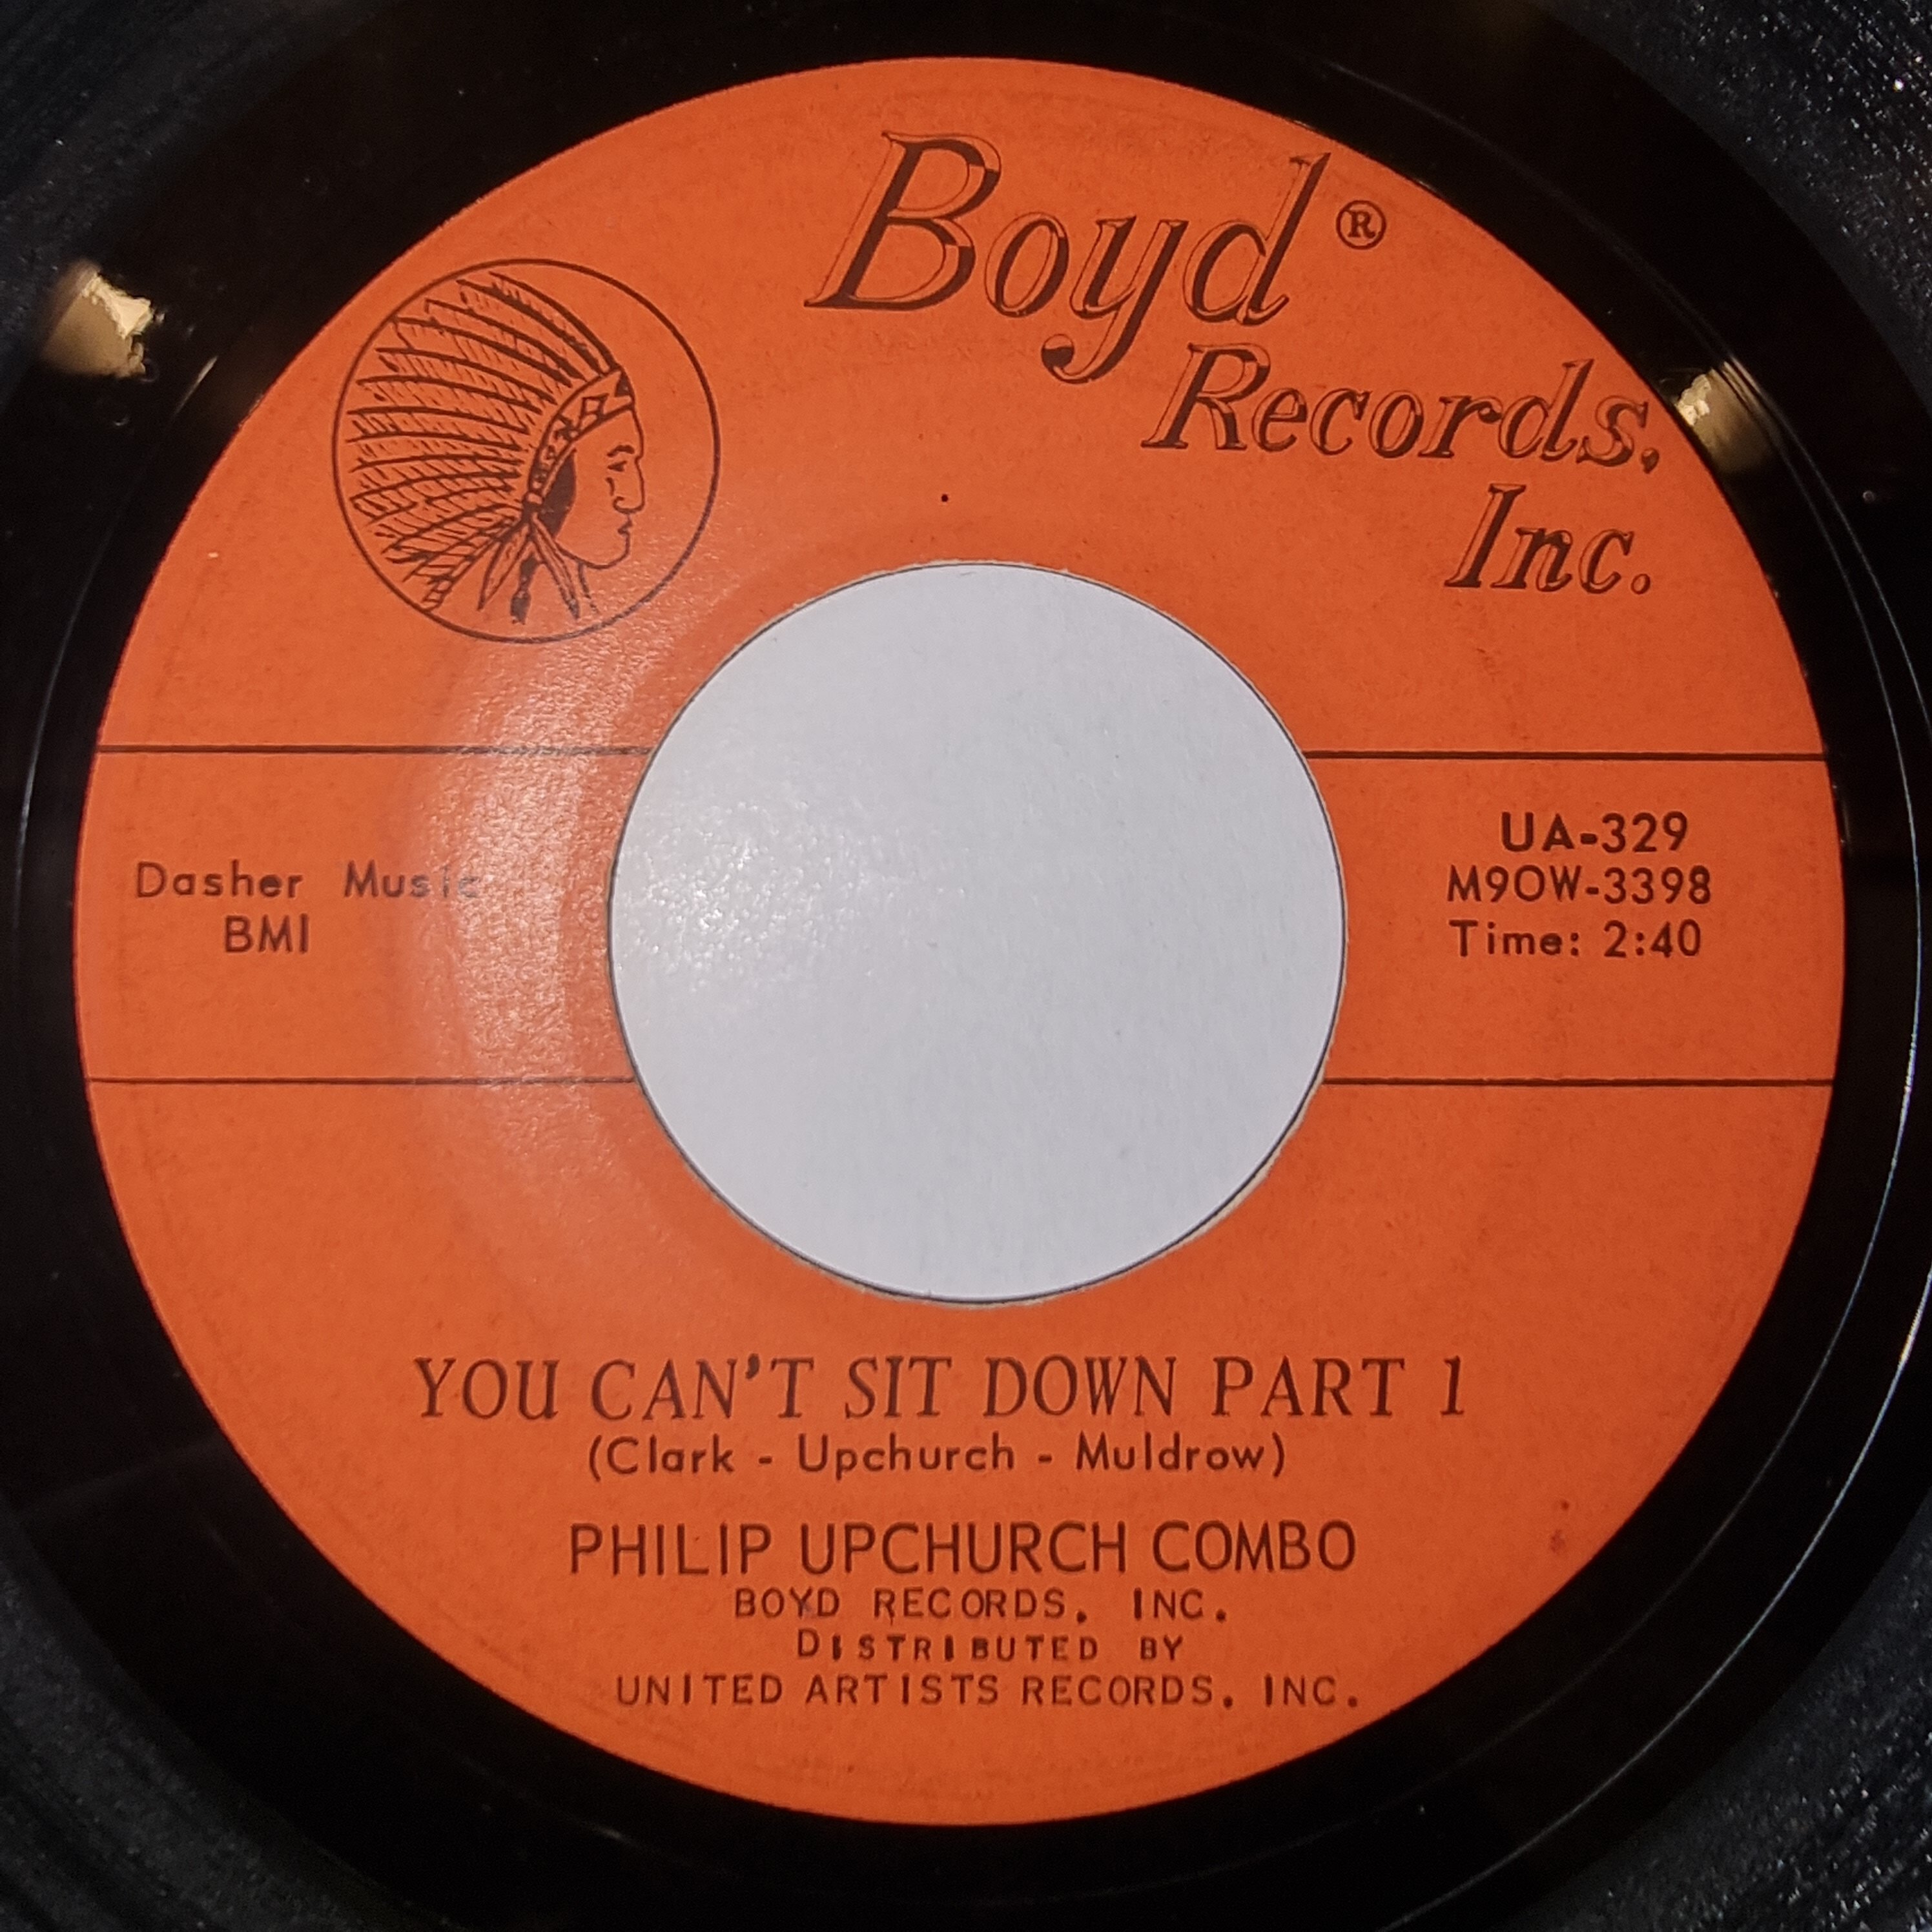 Boyd®
Records,
Inc.
Dasher Music
BMI
UA-329
M9OW-3398
Time: 2:40
YOU CAN'T SIT DOWN PART 1
(Clark - Upchurch - Muldrow)
PHILIP UPCHURCH COMBO
BOYD RECORDS, INC.
DISTRIBUTED BY
UNITED ARTISTS RECORDS, INC.